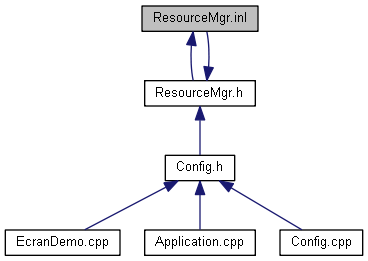 ResourceMgr.inl
ResourceMgr.h
Config.h
EcranDemo.cpp
Application.cpp
Config.cpp